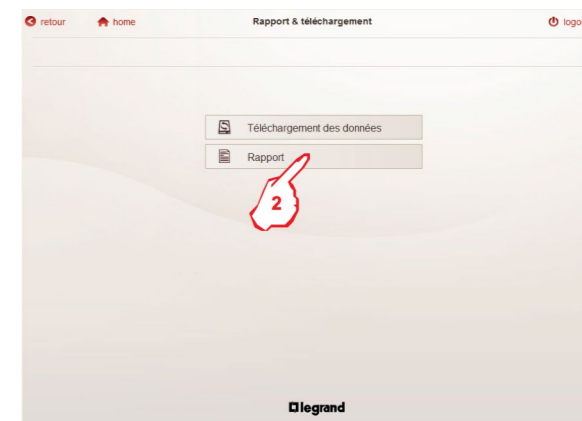 retour home Rapport & téléchargement logo
Téléchargement des données
Rapport
2
legrand